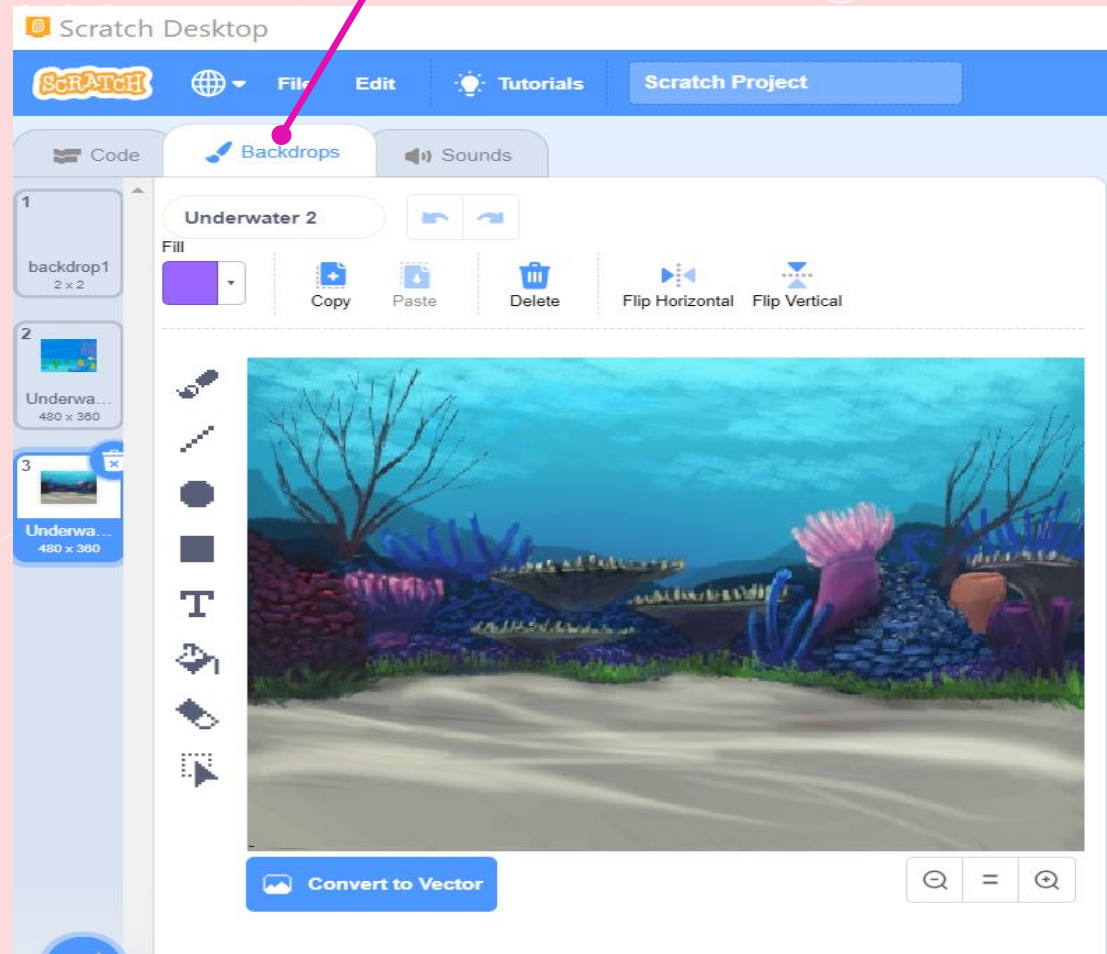 Scratch Desktop
SCRATCH File Edit Tutorials Scratch Project
Code Backdrops Sounds
1
backdrop1
2 x 2
2
Underwa...
480 x 360
3
Underwa...
480 x 360
Underwater 2
Fill
Copy Paste Delete Flip Horizontal Flip Vertical
T
Convert to Vector